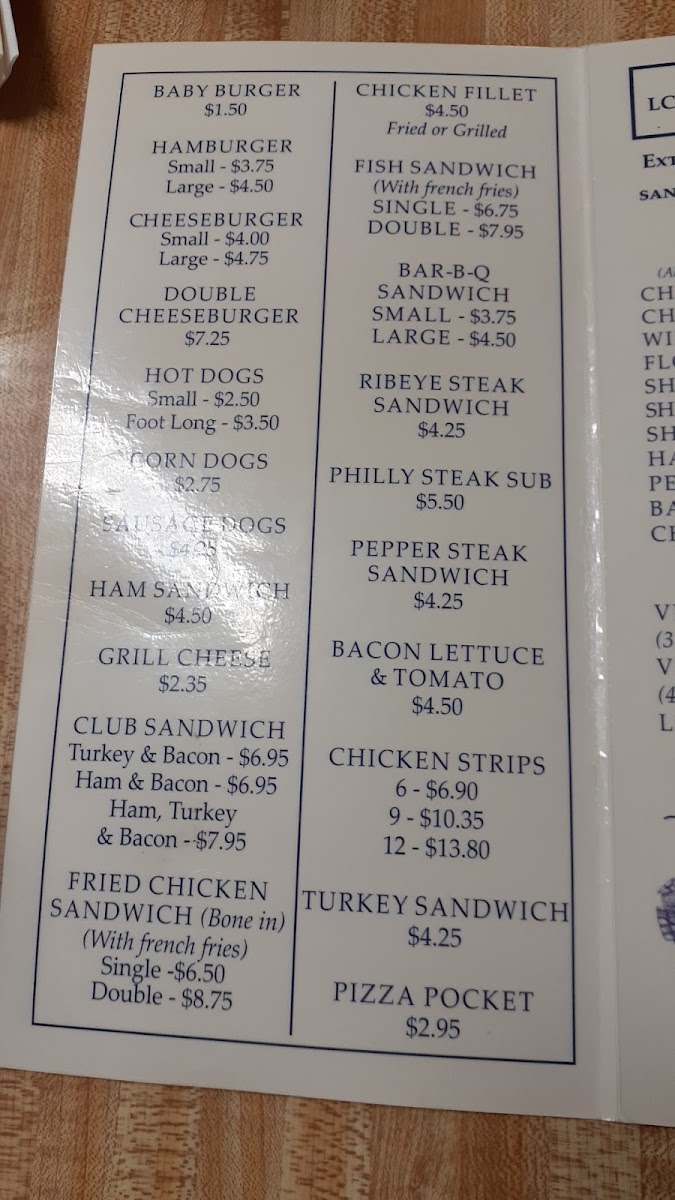 BABY BURGER
$1.50
HAMBURGER
Small - $3.75
Large - $4.50
CHEESEBURGER
Small - $4.00
Large - $4.75
DOUBLE
CHEESEBURGER
$7.25
HOT DOGS
Small - $2.50
Foot Long - $3.50
CORN DOGS
$2.75
SAUSAGE DOGS
HAM SANDWICH
$4.50
GRILL CHEESE
$2.35
CLUB SANDWICH
Turkey & Bacon - $6.95
Ham & Bacon - $6.95
Ham, Turkey
& Bacon - $7.95
FRIED CHICKEN
SANDWICH (Bone in)
(With french fries)
Single -$6.50
Double - $8.75
CHICKEN FILLET
$4.50
Fried or Grilled
FISH SANDWICH
(With french fries)
SINGLE - $6.75
DOUBLE - $7.95
BAR-B-Q
SANDWICH
SMALL - $3.75
LARGE - $4.50
RIBEYE STEAK
SANDWICH
$4.25
PHILLY STEAK SUB
$5.50
PEPPER STEAK
SANDWICH
$4.25
BACON LETTUCE
& TOMATO
$4.50
CHICKEN STRIPS
6 - $6.90
9 - $10.35
12 - $13.80
TURKEY SANDWICH
$4.25
PIZZA POCKET
$2.95